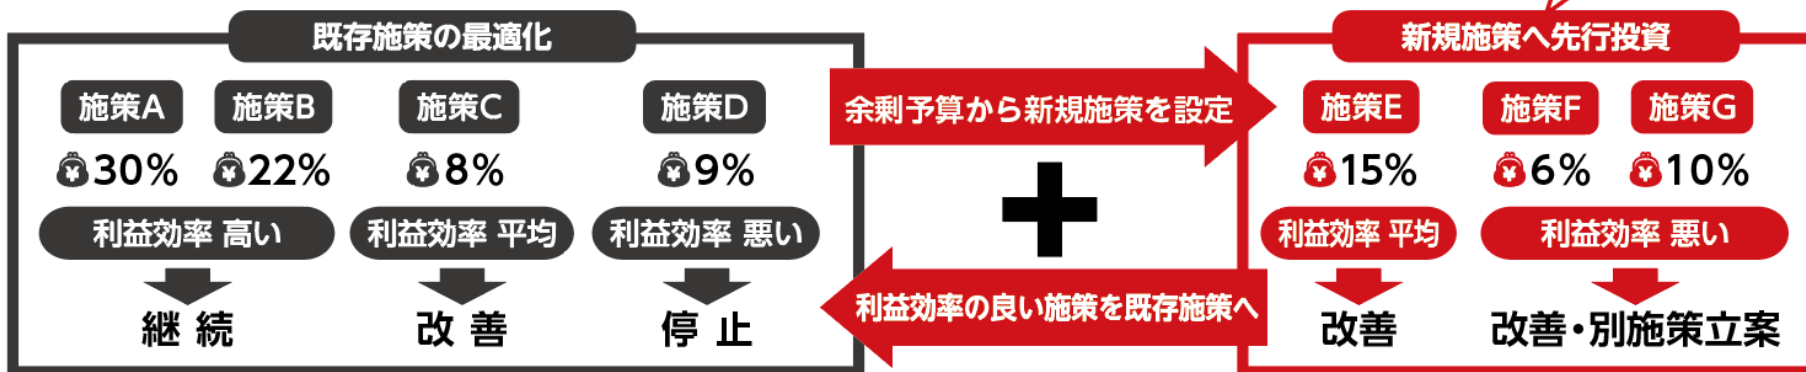 既存施策の最適化
施策A
施策B
施策C
施策D
¥30%
¥22%
¥8%
¥9%
利益効率 高い
利益効率 平均
利益効率 悪い
継続
改善
停止
余剰予算から新規施策を設定
+
利益効率の良い施策を既存施策へ
新規施策へ先行投資
施策E
施策F
施策G
¥15%
¥6%
¥10%
利益効率 平均
利益効率 悪い
改善
改善・別施策立案